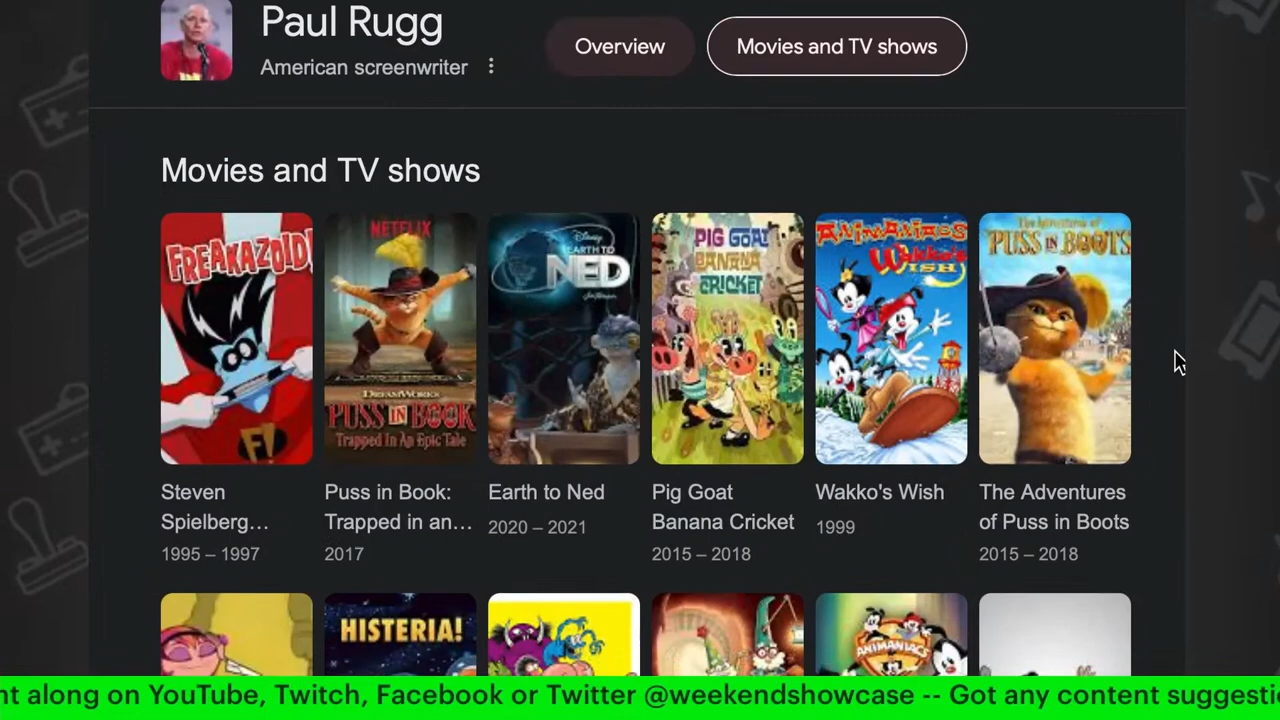 Paul Rugg
American screenwriter
Overview
Movies and TV shows
Movies and TV shows
FREAKAZOID!
F!
NETFLIX
DREAMWORKS
PUSS IN BOOK
Trapped In An Epic Tale
Disney
EARTH TO
NED
PIG GOAT
BANANA
CRICKET
ANIMANIACS
Wakko's
WISH
The Adventures of
PUSS IN BOOTS
Steven
Spielberg...
1995 – 1997
Puss in Book:
Trapped in an...
2017
Earth to Ned
2020 – 2021
Pig Goat
Banana Cricket
2015 – 2018
Wakko's Wish
1999
The Adventures
of Puss in Boots
2015 – 2018
HISTERIA!
ANIMANIACS
nt along on YouTube, Twitch, Facebook or Twitter @weekendshowcase -- Got any content suggesti